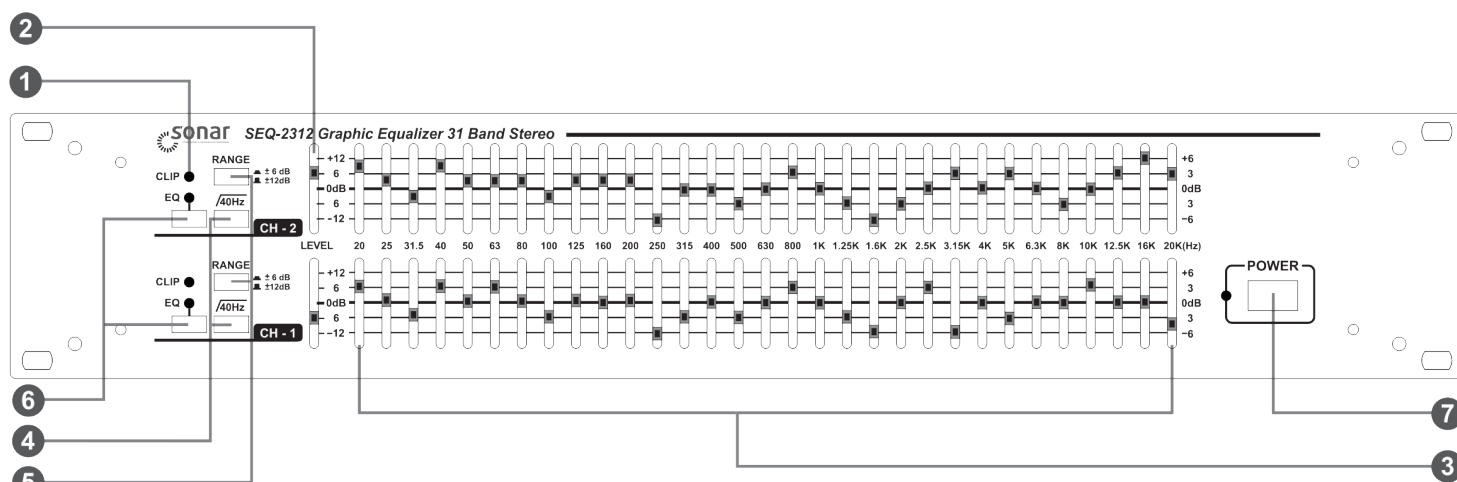 2
1
sonar SEQ-2312 Graphic Equalizer 31 Band Stereo
RANGE
± 6 dB
±12dB
CLIP
EQ
/40Hz
CH - 2
+12
6
0dB
6
−12
+6
3
0dB
3
−6
LEVEL 20 25 31.5 40 50 63 80 100 125 160 200 250 315 400 500 630 800 1K 1.25K 1.6K 2K 2.5K 3.15K 4K 5K 6.3K 8K 10K 12.5K 16K 20K(Hz)
RANGE
± 6 dB
±12dB
CLIP
EQ
/40Hz
CH - 1
+12
6
0dB
6
−12
+6
3
0dB
3
−6
POWER
6
4
5
7
3